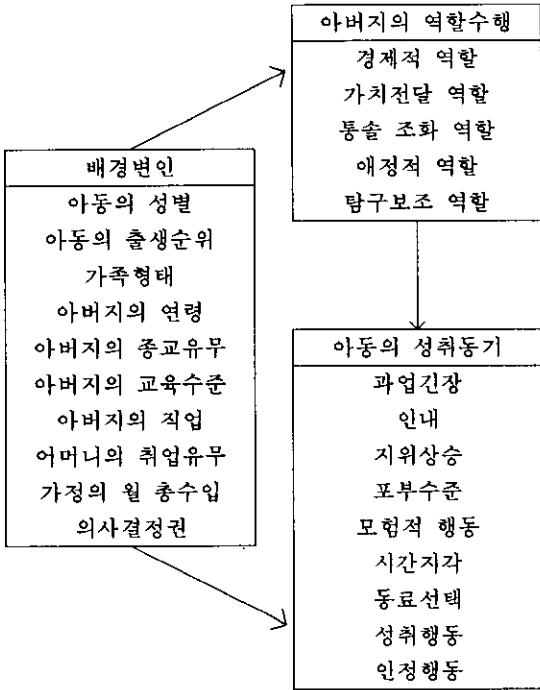 아버지의 역할수행
경제적 역할
가치전달 역할
통솔 조화 역할
애정적 역할
탐구보조 역할
배경변인
아동의 성별
아동의 출생순위
가족형태
아버지의 연령
아버지의 종교유무
아버지의 교육수준
아버지의 직업
어머니의 취업유무
가정의 월 총수입
의사결정권
아동의 성취동기
과업긴장
인내
지위상승
포부수준
모험적 행동
시간지각
동료선택
성취행동
인정행동